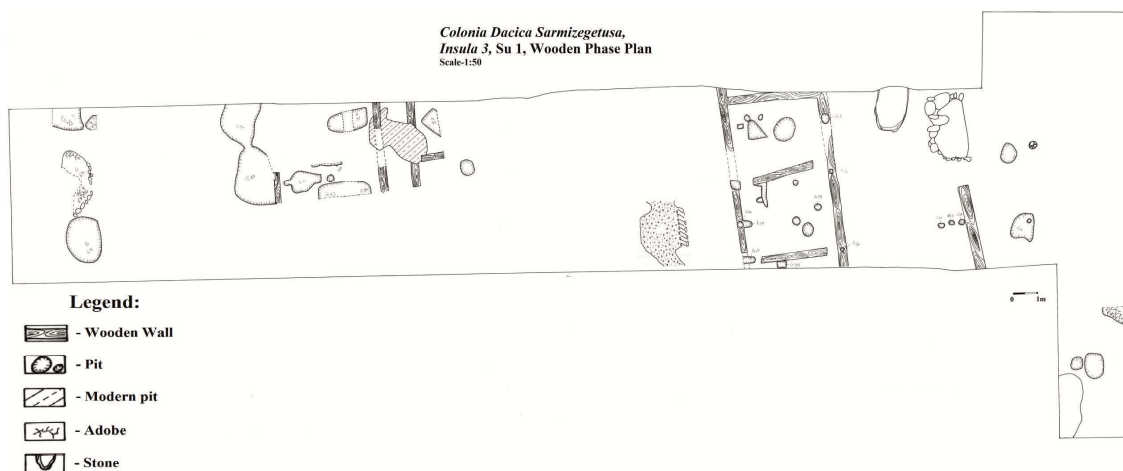 Colonia Dacica Sarmizegetusa,
Insula 3, Su 1, Wooden Phase Plan
Scale-1:50
0 1m
Legend:
- Wooden Wall
- Pit
- Modern pit
- Adobe
- Stone